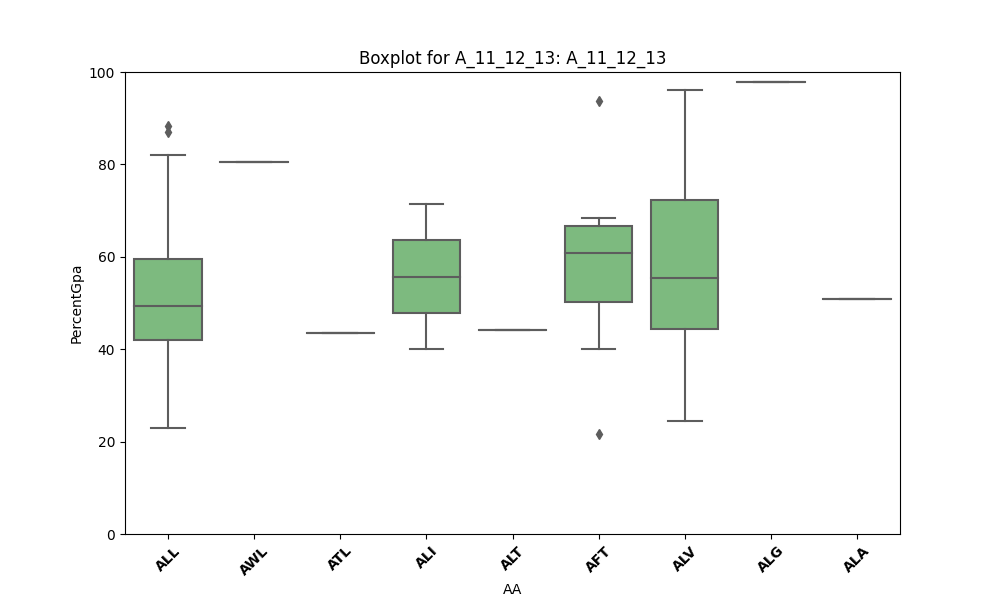 Boxplot for A_11_12_13: A_11_12_13
PercentGpa
100
80
60
40
20
0
ALL AWL ATL ALI ALT AFT ALV ALG ALA
AA